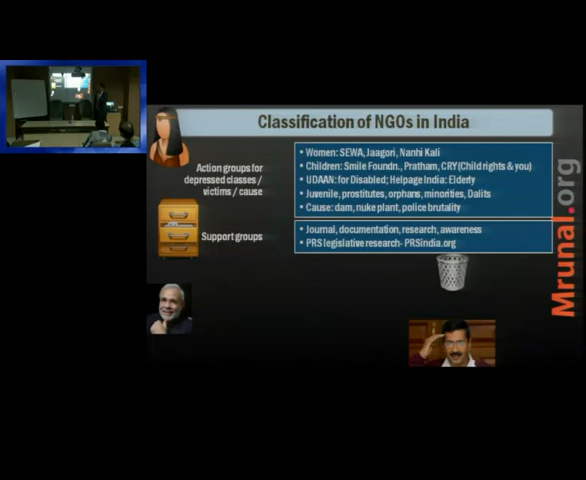 Classification of NGOs in India
Action groups for
depressed classes /
victims / cause
• Women: SEWA, Jaagori, Nanhi Kali
• Children: Smile Foundn., Pratham, CRY(Child rights & you)
• UDAAN: for Disabled; Helpage India: Elderly
• Juvenile, prostitutes, orphans, minorities, Dalits
• Cause: dam, nuke plant, police brutality
Support groups
• Journal, documentation, research, awareness
• PRS legislative research- PRSindia.org
Mrunal.org